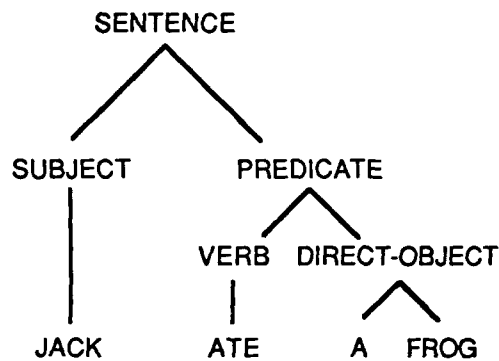 SENTENCE
SUBJECT PREDICATE
VERB DIRECT-OBJECT
JACK ATE A FROG